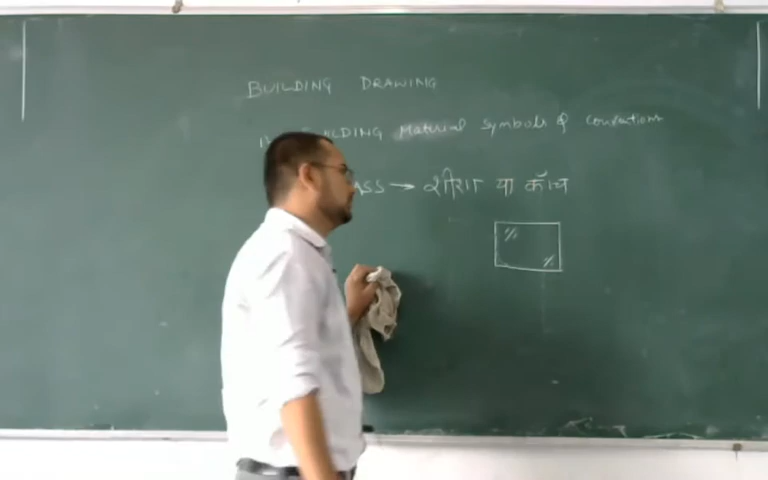 BUILDING DRAWING
BUILDING Material Symbols & Conventions
ASS → शीशा या काँच